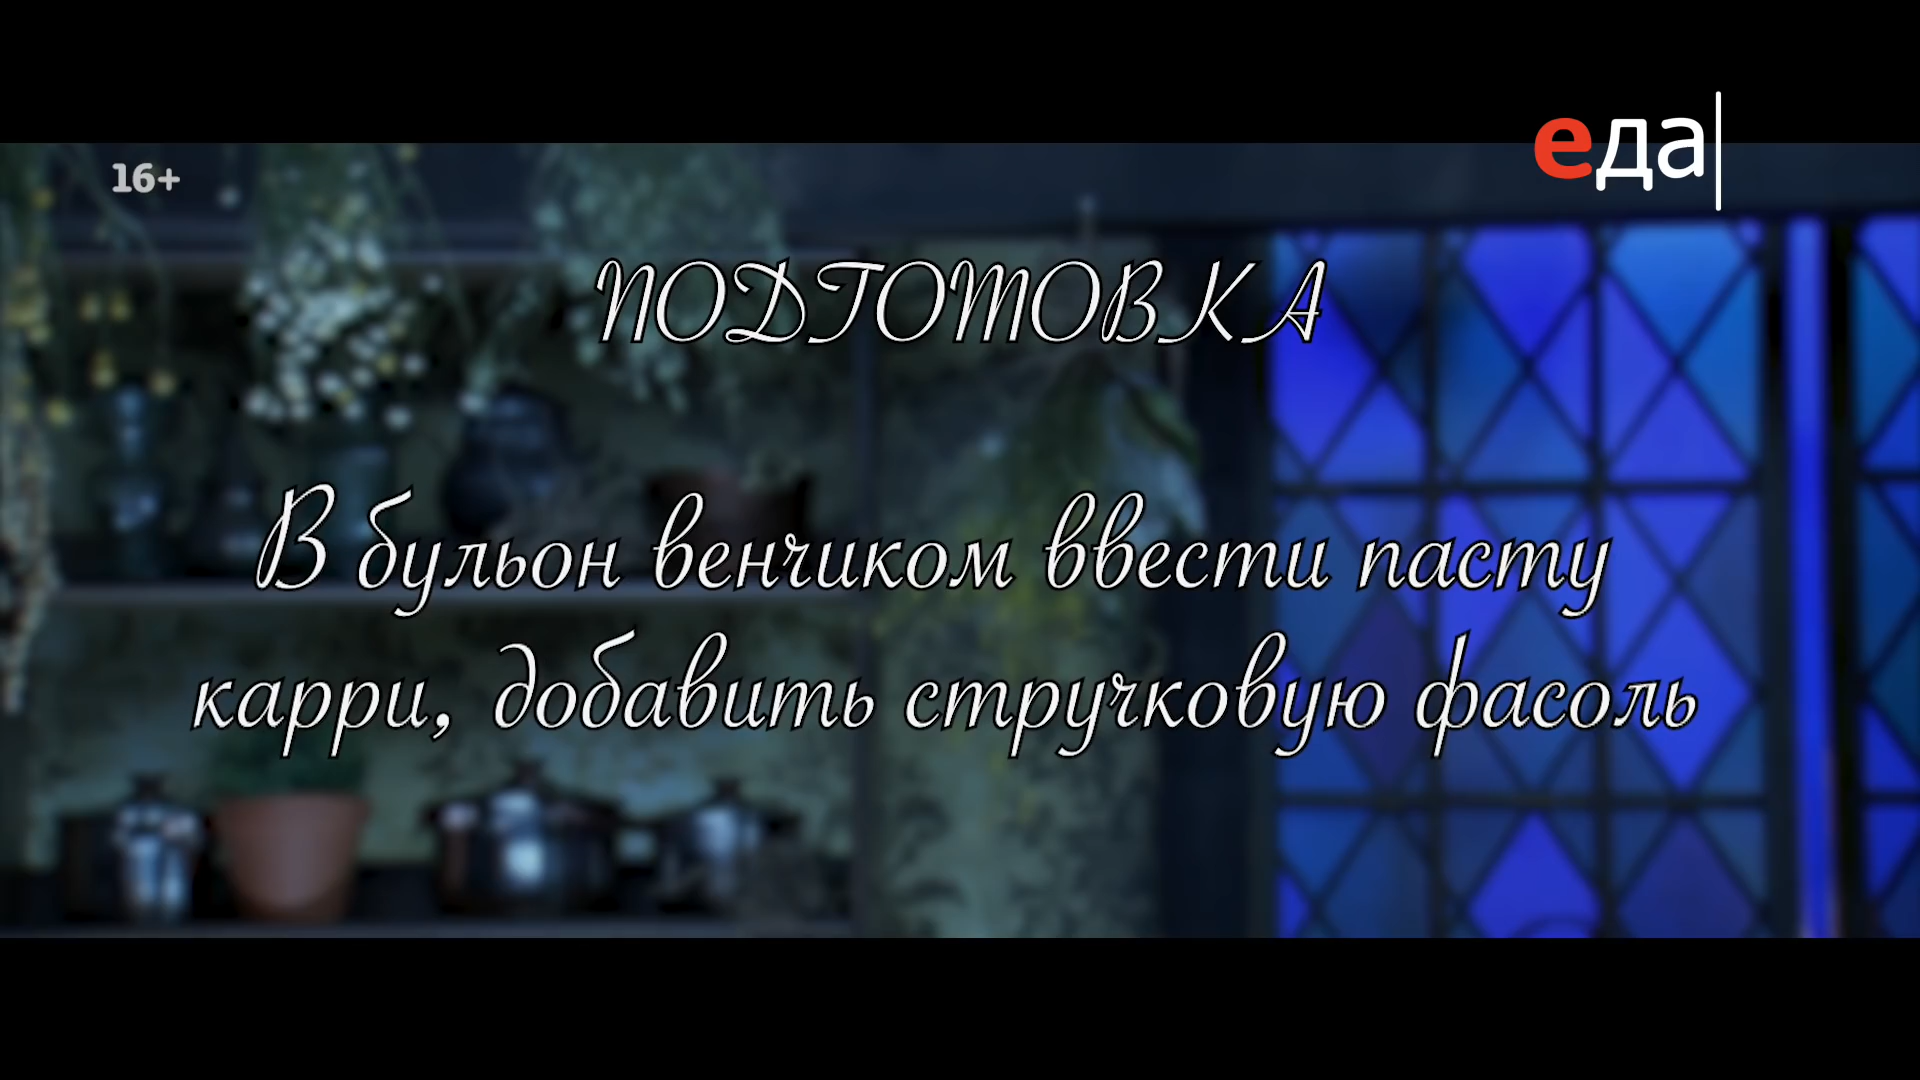 еда
16+
ПОДГОТОВКА
В бульон венчиком ввести пасту
карри, добавить стручковую фасоль